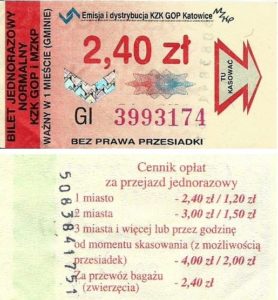 BILET JEDNORAZOWY
NORMALNY
KZK GOP i MZKP
WAŻNY W 1 MIEŚCIE (GMINIE)
Emisja i dystrybucja KZK GOP Katowice
MZKP
2,40 zł
TU
KASOWAĆ
GI 3993174
BEZ PRAWA PRZESIADKI
Cennik opłat
za przejazd jednorazowy
1 miasto - 2,40 zł / 1,20 zł
2 miasta - 3,00 zł / 1,50 zł
3 miasta i więcej lub przez godzinę
od momentu skasowania (z możliwością
przesiadek) - 4,00 zł / 2,00 zł
Za przewóz bagażu
(zwierzęcia) - 2,40 zł